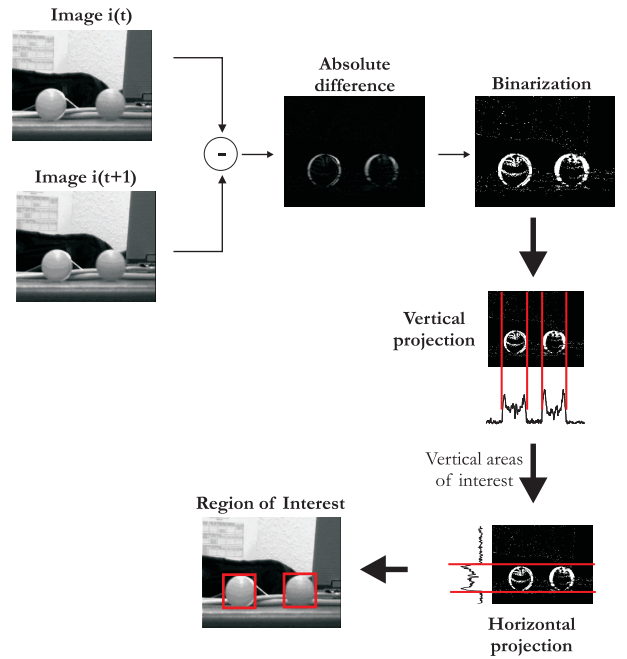 Image i(t)
Absolute
difference
Binarization
-
Image i(t+1)
Vertical
projection
Vertical areas
of interest
Region of Interest
Horizontal
projection